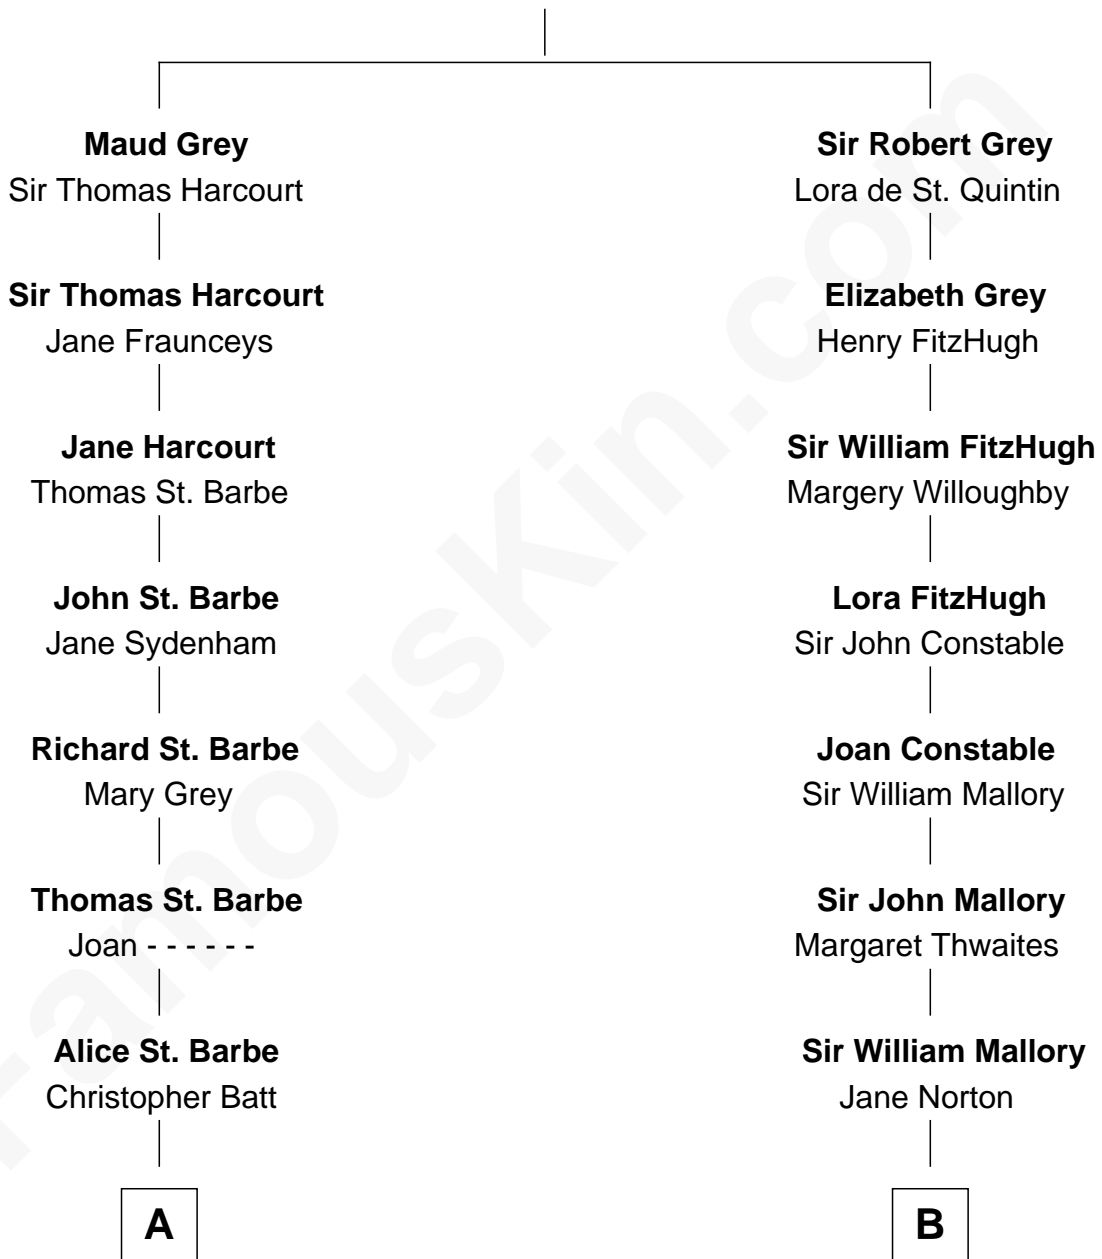 Maud Grey
Sir Thomas Harcourt
Sir Thomas Harcourt
Jane Fraunceys
Jane Harcourt
Thomas St. Barbe
John St. Barbe
Jane Sydenham
Richard St. Barbe
Mary Grey
Thomas St. Barbe
Joan - - - - - -
Alice St. Barbe
Christopher Batt
A
Sir Robert Grey
Lora de St. Quintin
Elizabeth Grey
Henry FitzHugh
Sir William FitzHugh
Margery Willoughby
Lora FitzHugh
Sir John Constable
Joan Constable
Sir William Mallory
Sir John Mallory
Margaret Thwaites
Sir William Mallory
Jane Norton
B
FamousKin.com